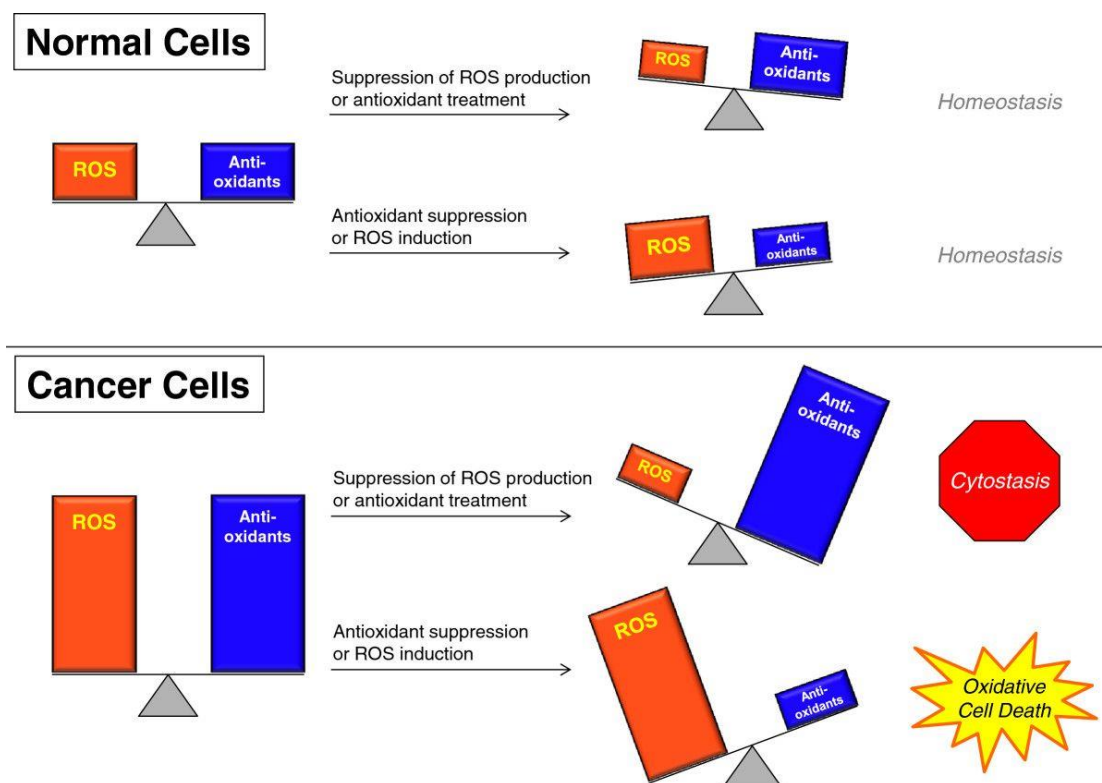 Normal Cells
ROS
Anti-
oxidants
Suppression of ROS production
or antioxidant treatment
ROS
Anti-
oxidants
Homeostasis
Antioxidant suppression
or ROS induction
ROS
Anti-
oxidants
Homeostasis
Cancer Cells
ROS
Anti-
oxidants
Suppression of ROS production
or antioxidant treatment
ROS
Anti-
oxidants
Cytostasis
Antioxidant suppression
or ROS induction
ROS
Anti-
oxidants
Oxidative
Cell Death